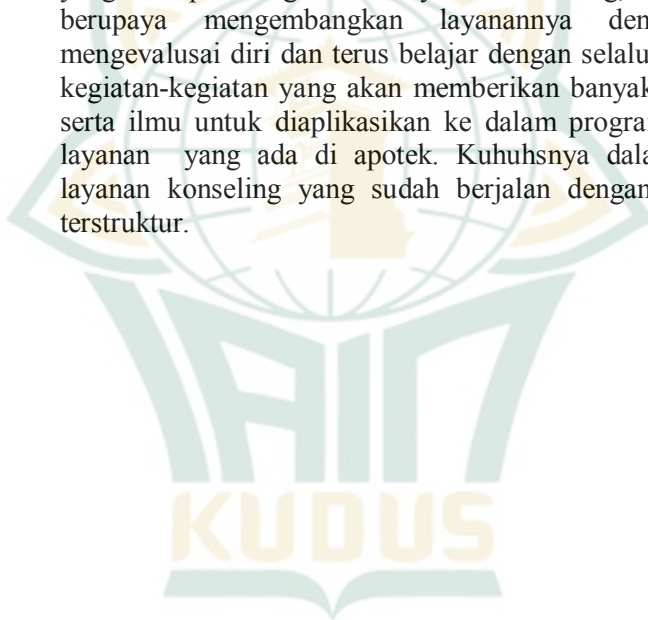 berupaya mengembangkan layanannya den
mengevalusai diri dan terus belajar dengan selalu
kegiatan-kegiatan yang akan memberikan banyak
serta ilmu untuk diaplikasikan ke dalam progra
layanan yang ada di apotek. Kuhuhsnya dala
layanan konseling yang sudah berjalan dengan
terstruktur.
IAIN
KUDUS